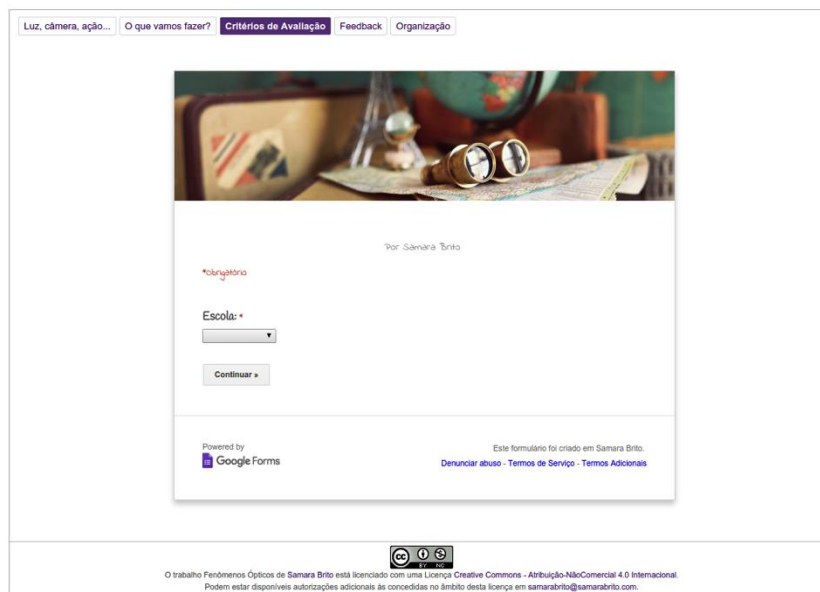 Luz, câmera, ação... O que vamos fazer? Critérios de Avaliação Feedback Organização
Por Samara Brito
*Obrigatório
Escola: *
Continuar »
Powered by
Google Forms
Este formulário foi criado em Samara Brito.
Denunciar abuso - Termos de Serviço - Termos Adicionais
cc BY NC
O trabalho Fenômenos Ópticos de Samara Brito está licenciado com uma Licença Creative Commons - Atribuição-NãoComercial 4.0 Internacional.
Podem estar disponíveis autorizações adicionais às concedidas no âmbito desta licença em samarabrito@samarabrito.com.